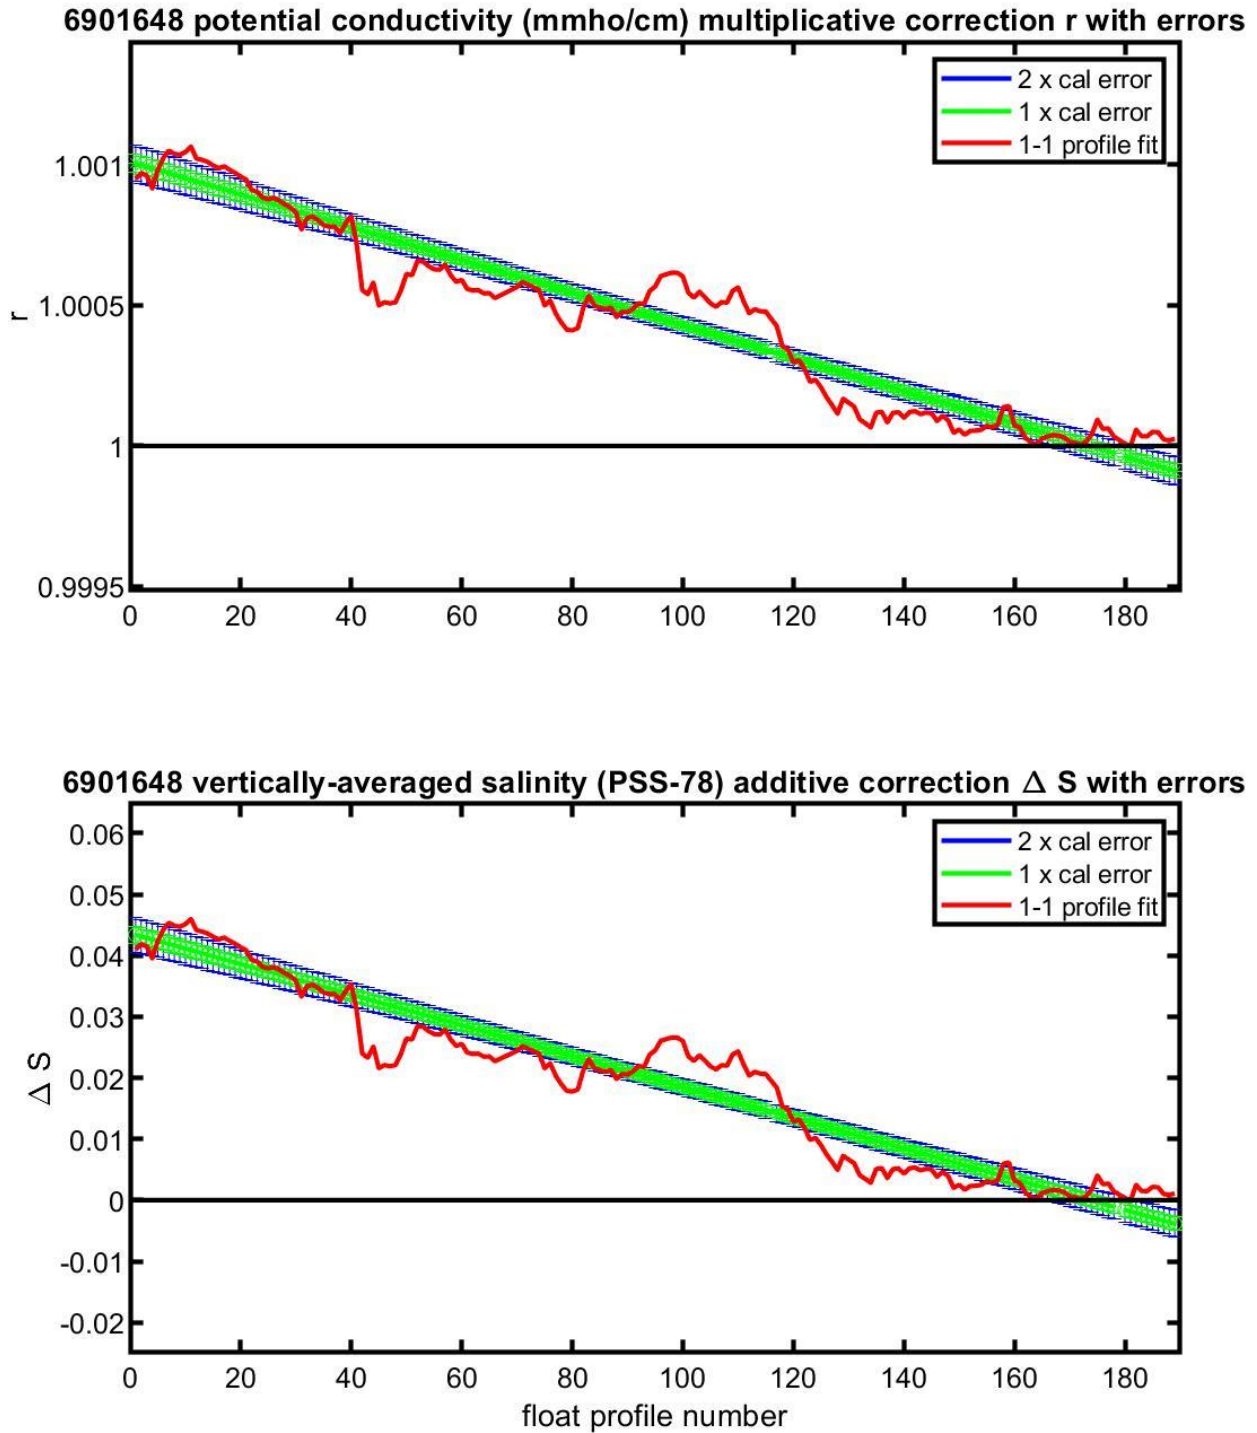 6901648 potential conductivity (mmho/cm) multiplicative correction r with errors
2 x cal error
1 x cal error
1-1 profile fit
1.001
1.0005
1
0.9995
r
0 20 40 60 80 100 120 140 160 180
6901648 vertically-averaged salinity (PSS-78) additive correction Δ S with errors
2 x cal error
1 x cal error
1-1 profile fit
0.06
0.05
0.04
0.03
0.02
0.01
0
-0.01
-0.02
Δ S
0 20 40 60 80 100 120 140 160 180
float profile number